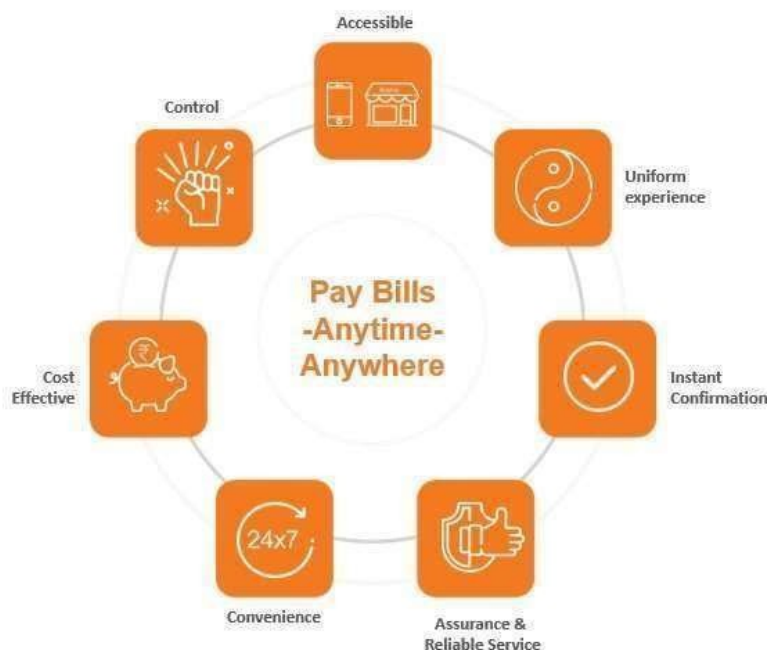 Accessible
Control
Uniform
experience
Pay Bills
-Anytime-
Anywhere
₹
Cost
Effective
Instant
Confirmation
24x7
Convenience
Assurance &
Reliable Service